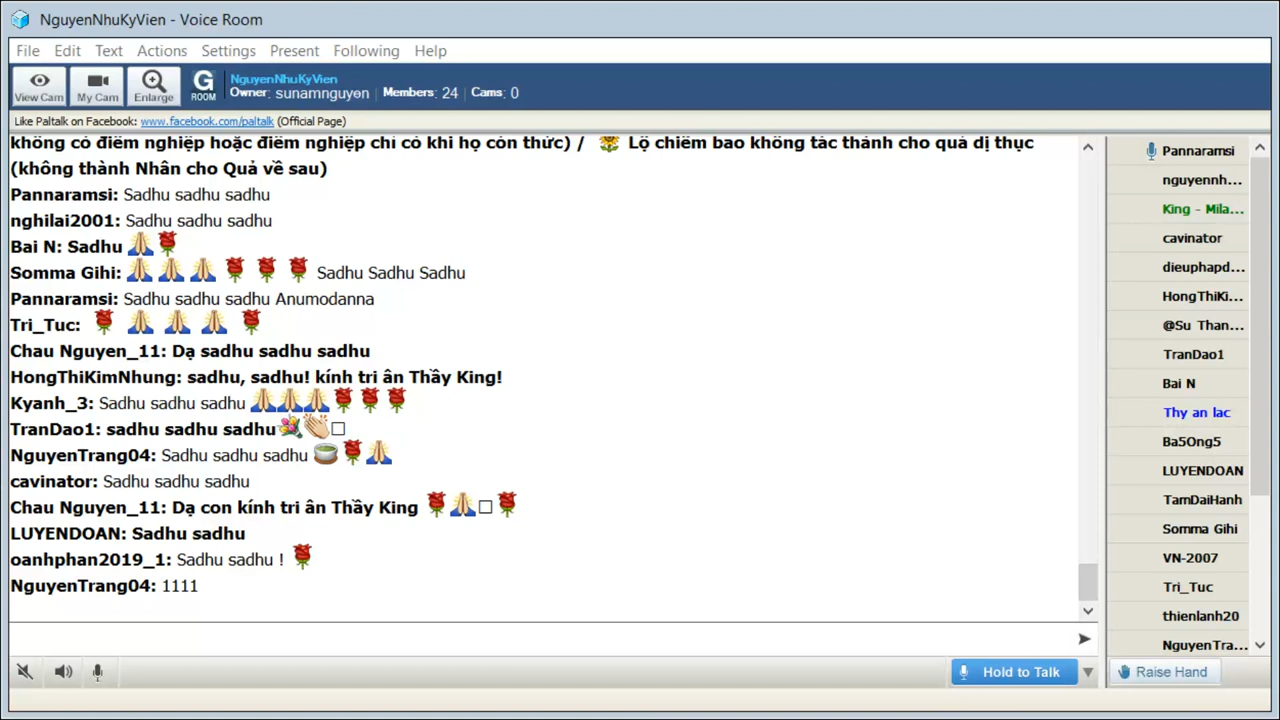 NguyenNhuKyVien - Voice Room
File Edit Text Actions Settings Present Following Help
View Cam My Cam Enlarge G ROOM
NguyenNhuKyVien
Owner: sunamnguyen Members: 24 Cams: 0
Like Paltalk on Facebook: www.facebook.com/paltalk (Official Page)
không có điềm nghiệp hoặc điềm nghiệp chỉ có khi họ còn thức) / 🌻 Lộ chiêm bao không tác thành cho quả dị thục
(không thành Nhân cho Quả về sau)
Pannaramsi: Sadhu sadhu sadhu
nghilai2001: Sadhu sadhu sadhu
Bai N: Sadhu 🙏🌹
Somma Gihi: 🙏 🙏 🙏 🌹 🌹 🌹 Sadhu Sadhu Sadhu
Pannaramsi: Sadhu sadhu sadhu Anumodanna
Tri_Tuc: 🌹 🙏 🙏 🙏 🌹
Chau Nguyen_11: Dạ sadhu sadhu sadhu
HongThiKimNhung: sadhu, sadhu! kính tri ân Thầy King!
Kyanh_3: Sadhu sadhu sadhu 🙏🙏🙏🌹🌹🌹
TranDao1: sadhu sadhu sadhu💐👏□
NguyenTrang04: Sadhu sadhu sadhu 🍵🌹🙏
cavinator: Sadhu sadhu sadhu
Chau Nguyen_11: Dạ con kính tri ân Thầy King 🌹🙏□🌹
LUYENDOAN: Sadhu sadhu
oanhphan2019_1: Sadhu sadhu ! 🌹
NguyenTrang04: 1111
Pannaramsi
nguyennh...
King - Mila...
cavinator
dieuphapd...
HongThiKi...
@Su Than...
TranDao1
Bai N
Thy an lac
Ba5Ong5
LUYENDOAN
TamDaiHanh
Somma Gihi
VN-2007
Tri_Tuc
thienlanh20
NguyenTra...
Hold to Talk
Raise Hand